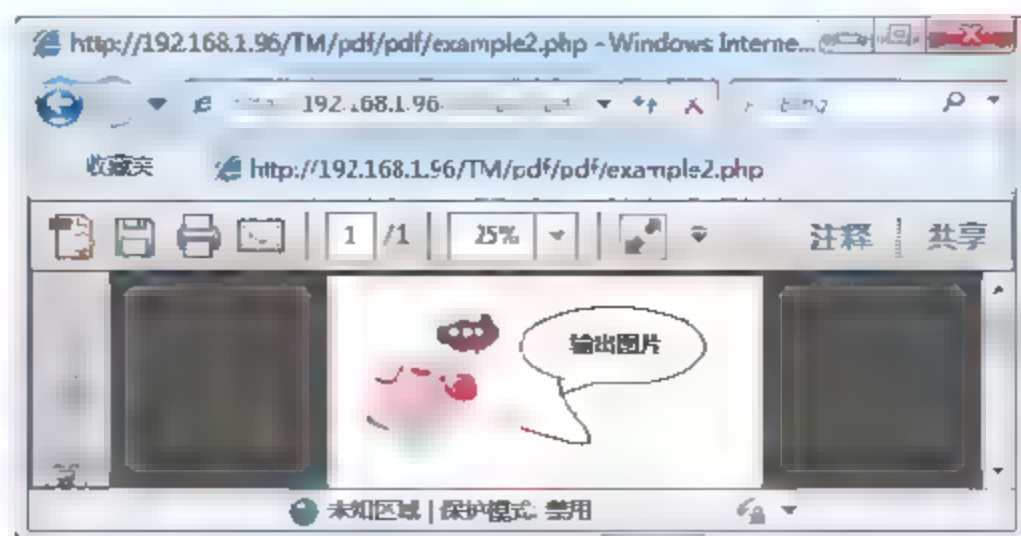 http://192.168.1.96/TM/pdf/pdf/example2.php - Windows Interne...
192.168.1.96
收藏夹 http://192.168.1.96/TM/pdf/pdf/example2.php
1 /1 25% 注释 共享
输出图片
未知区域 | 保护模式: 禁用